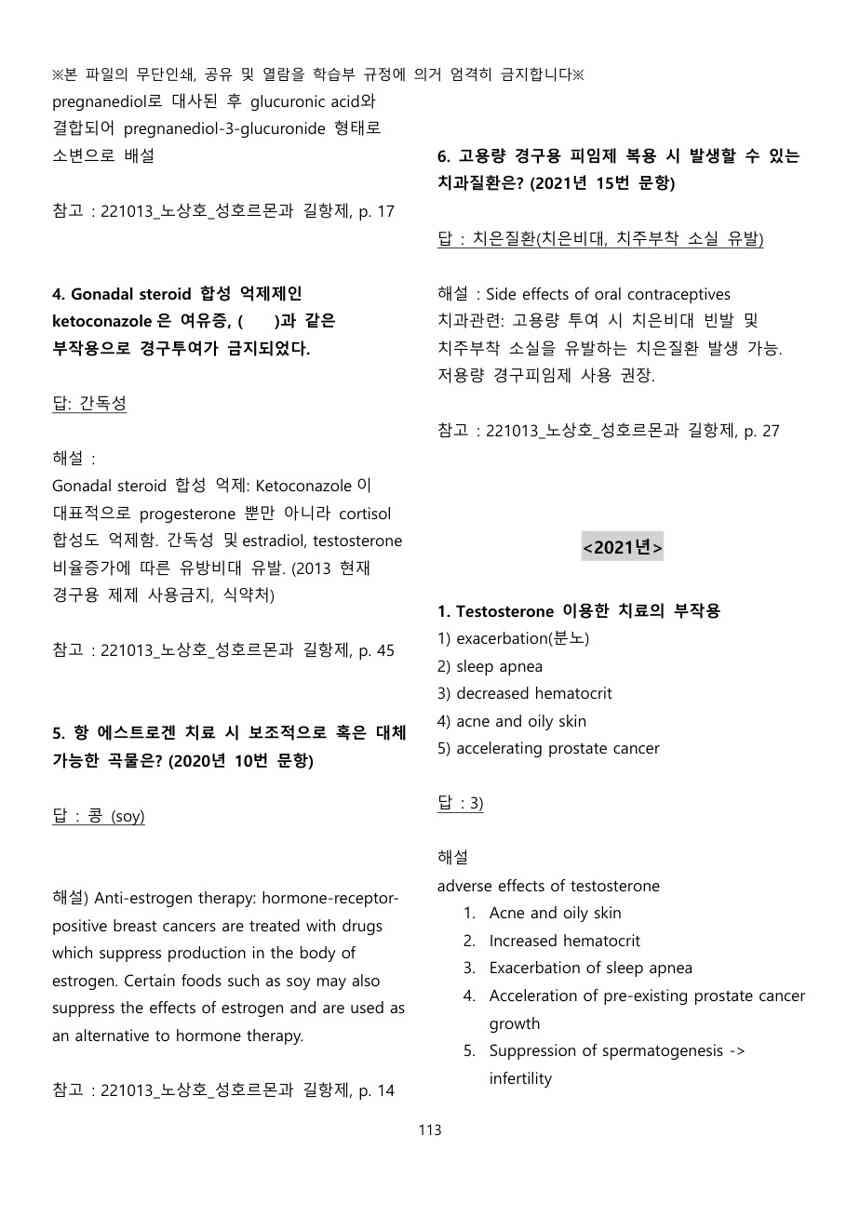 ※본 파일의 무단인쇄, 공유 및 열람을 학습부 규정에 의거 엄격히 금지합니다※
pregnanediol로 대사된 후 glucuronic acid와
결합되어 pregnanediol-3-glucuronide 형태로
소변으로 배설
참고 : 221013_노상호_성호르몬과 길항제, p. 17
4. Gonadal steroid 합성 억제제인
ketoconazole 은 여유증, (    )과 같은
부작용으로 경구투여가 금지되었다.
답: 간독성
해설 :
Gonadal steroid 합성 억제: Ketoconazole 이
대표적으로 progesterone 뿐만 아니라 cortisol
합성도 억제함. 간독성 및 estradiol, testosterone
비율증가에 따른 유방비대 유발. (2013 현재
경구용 제제 사용금지, 식약처)
참고 : 221013_노상호_성호르몬과 길항제, p. 45
5. 항 에스트로겐 치료 시 보조적으로 혹은 대체
가능한 곡물은? (2020년 10번 문항)
답 : 콩 (soy)
해설) Anti-estrogen therapy: hormone-receptor-
positive breast cancers are treated with drugs
which suppress production in the body of
estrogen. Certain foods such as soy may also
suppress the effects of estrogen and are used as
an alternative to hormone therapy.
참고 : 221013_노상호_성호르몬과 길항제, p. 14
6. 고용량 경구용 피임제 복용 시 발생할 수 있는
치과질환은? (2021년 15번 문항)
답 : 치은질환(치은비대, 치주부착 소실 유발)
해설 : Side effects of oral contraceptives
치과관련: 고용량 투여 시 치은비대 빈발 및
치주부착 소실을 유발하는 치은질환 발생 가능.
저용량 경구피임제 사용 권장.
참고 : 221013_노상호_성호르몬과 길항제, p. 27
<2021년>
1. Testosterone 이용한 치료의 부작용
1) exacerbation(분노)
2) sleep apnea
3) decreased hematocrit
4) acne and oily skin
5) accelerating prostate cancer
답 : 3)
해설
adverse effects of testosterone
1. Acne and oily skin
2. Increased hematocrit
3. Exacerbation of sleep apnea
4. Acceleration of pre-existing prostate cancer
growth
5. Suppression of spermatogenesis ->
infertility
113